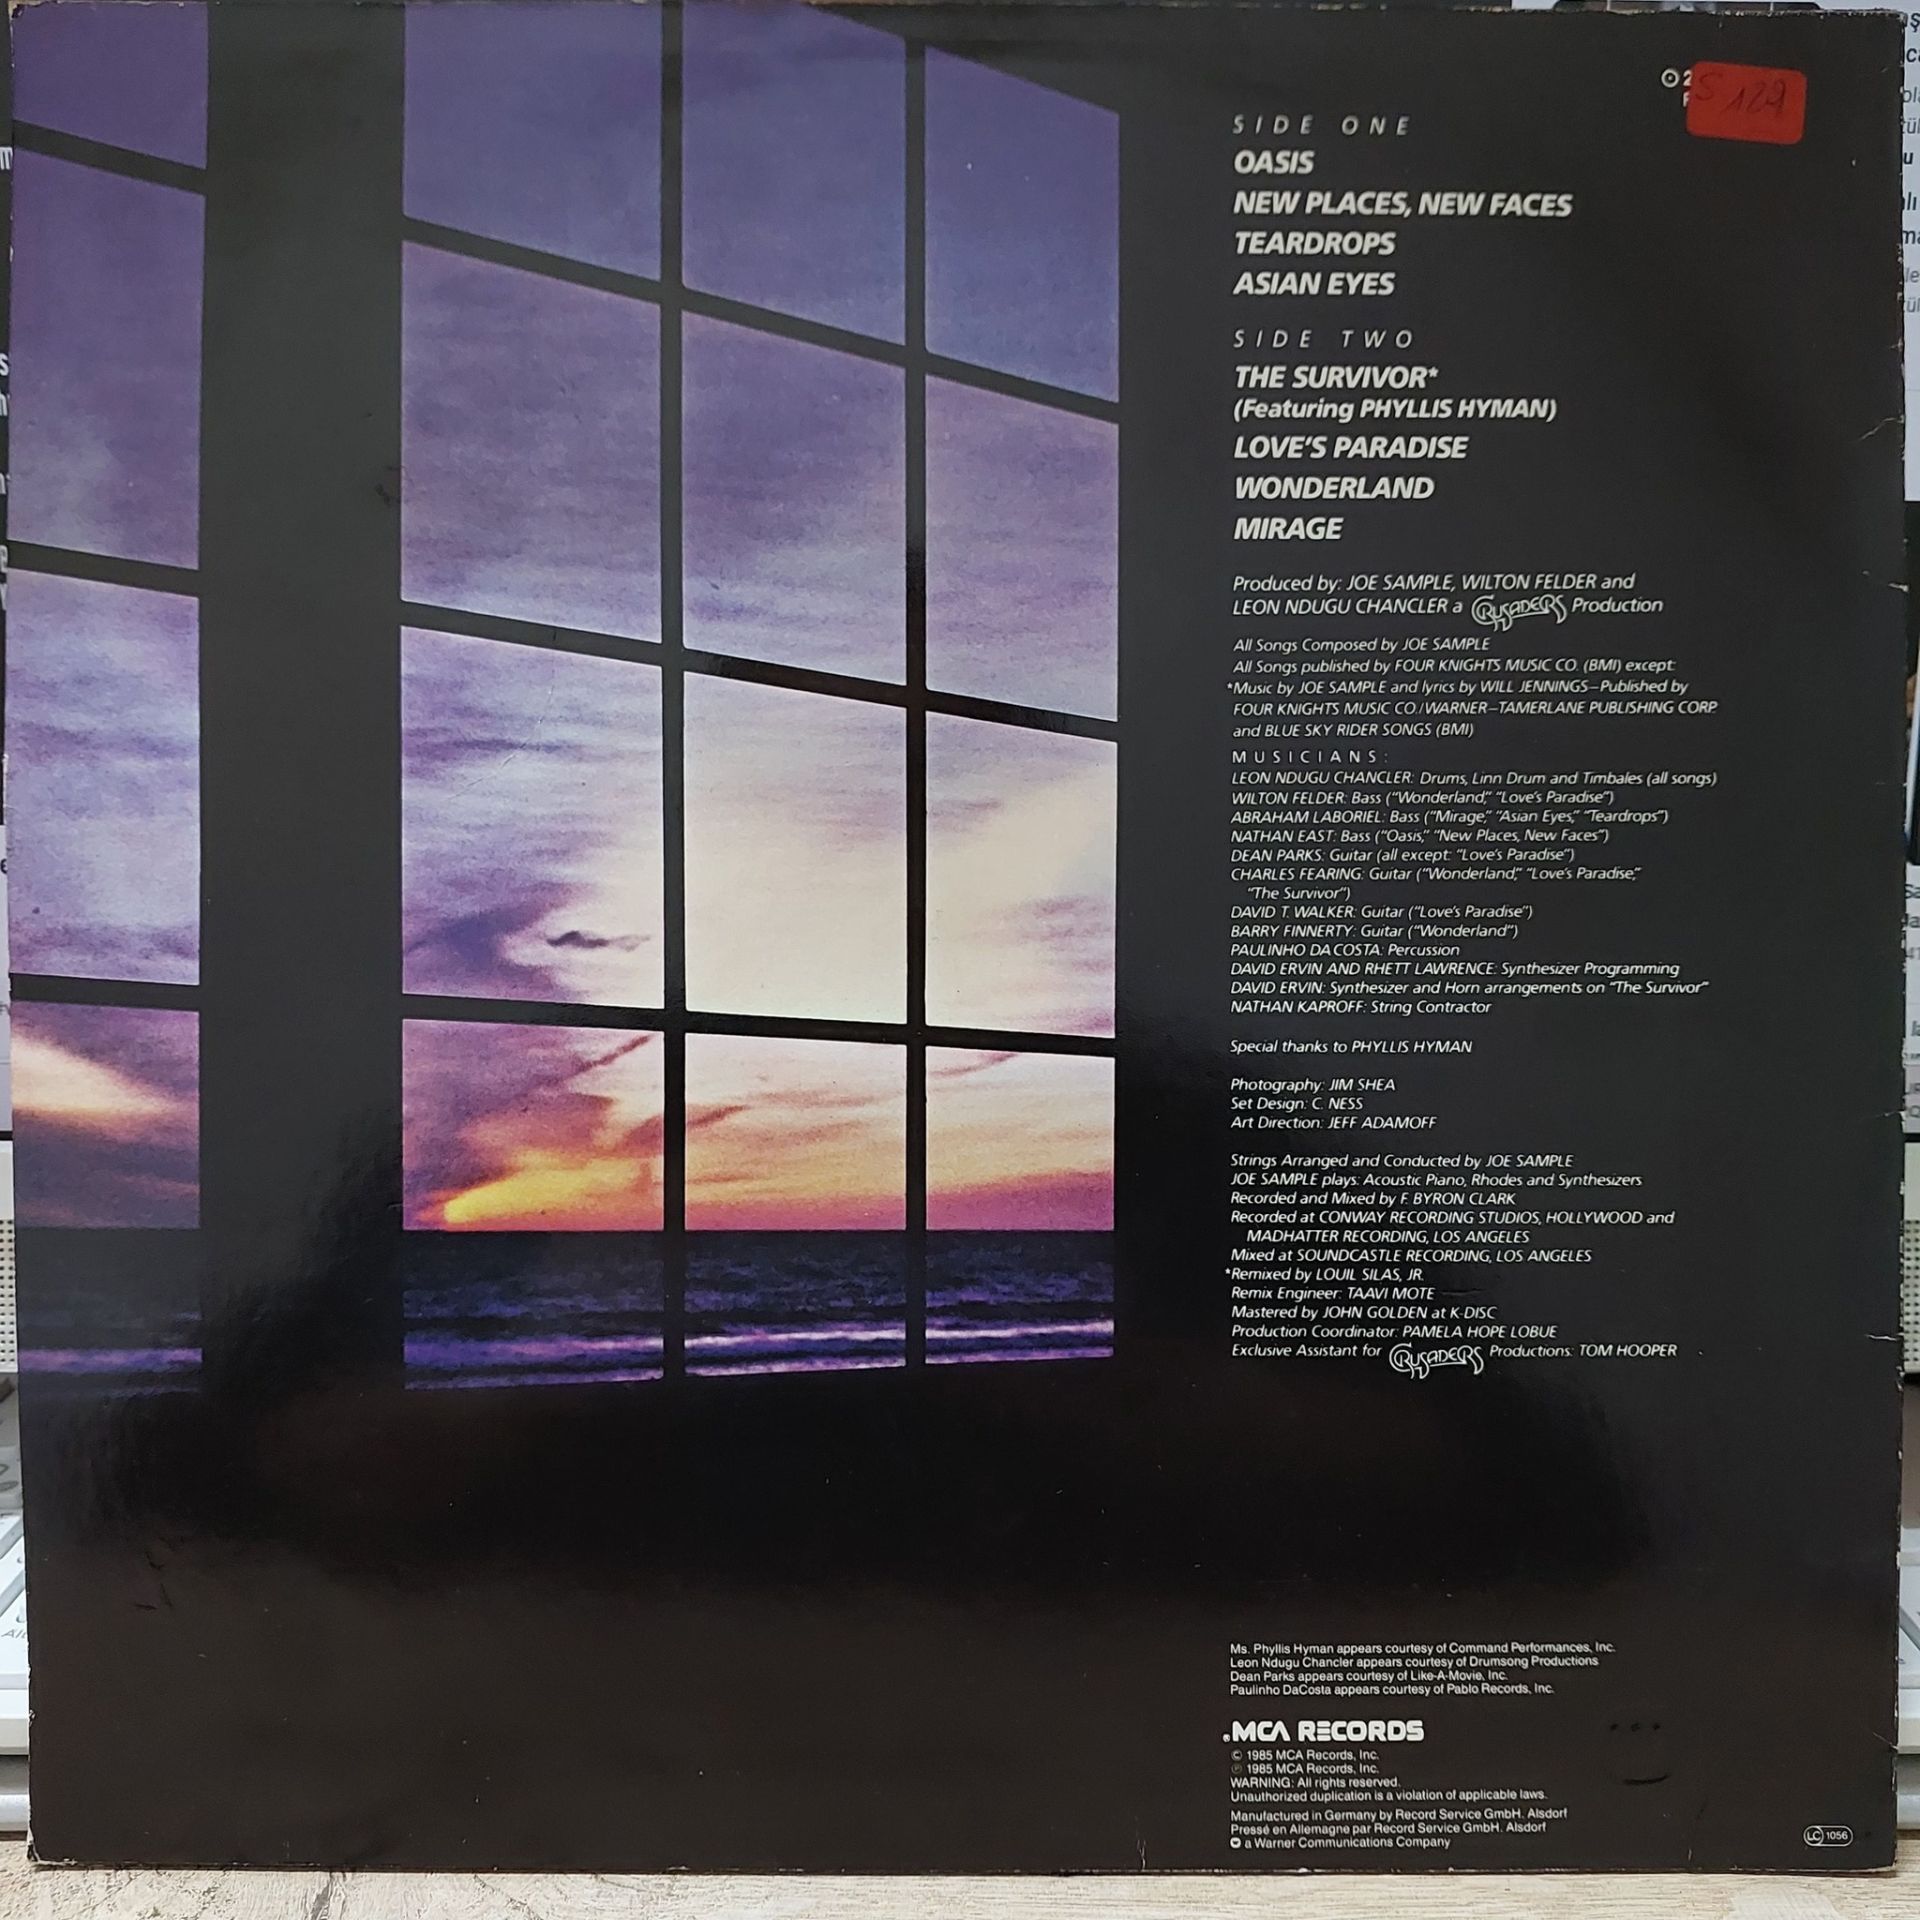 S 129
SIDE ONE
OASIS
NEW PLACES, NEW FACES
TEARDROPS
ASIAN EYES
SIDE TWO
THE SURVIVOR*
(Featuring PHYLLIS HYMAN)
LOVE'S PARADISE
WONDERLAND
MIRAGE
Produced by: JOE SAMPLE, WILTON FELDER and
LEON NDUGU CHANCLER a CRUSADERS Production
All Songs Composed by JOE SAMPLE
All Songs published by FOUR KNIGHTS MUSIC CO. (BMI) except:
*Music by JOE SAMPLE and lyrics by WILL JENNINGS–Published by
FOUR KNIGHTS MUSIC CO./WARNER–TAMERLANE PUBLISHING CORP.
and BLUE SKY RIDER SONGS (BMI)
MUSICIANS:
LEON NDUGU CHANCLER: Drums, Linn Drum and Timbales (all songs)
WILTON FELDER: Bass ("Wonderland," "Love's Paradise")
ABRAHAM LABORIEL: Bass ("Mirage," "Asian Eyes," "Teardrops")
NATHAN EAST: Bass ("Oasis," "New Places, New Faces")
DEAN PARKS: Guitar (all except: "Love's Paradise")
CHARLES FEARING: Guitar ("Wonderland," "Love's Paradise,"
"The Survivor")
DAVID T. WALKER: Guitar ("Love's Paradise")
BARRY FINNERTY: Guitar ("Wonderland")
PAULINHO DA COSTA: Percussion
DAVID ERVIN AND RHETT LAWRENCE: Synthesizer Programming
DAVID ERVIN: Synthesizer and Horn arrangements on "The Survivor"
NATHAN KAPROFF: String Contractor
Special thanks to PHYLLIS HYMAN
Photography: JIM SHEA
Set Design: C. NESS
Art Direction: JEFF ADAMOFF
Strings Arranged and Conducted by JOE SAMPLE
JOE SAMPLE plays: Acoustic Piano, Rhodes and Synthesizers
Recorded and Mixed by F. BYRON CLARK
Recorded at CONWAY RECORDING STUDIOS, HOLLYWOOD and
MADHATTER RECORDING, LOS ANGELES
Mixed at SOUNDCASTLE RECORDING, LOS ANGELES
*Remixed by LOUIL SILAS, JR.
Remix Engineer: TAAVI MOTE
Mastered by JOHN GOLDEN at K-DISC
Production Coordinator: PAMELA HOPE LOBUE
Exclusive Assistant for CRUSADERS Productions: TOM HOOPER
Ms. Phyllis Hyman appears courtesy of Command Performances, Inc.
Leon Ndugu Chancler appears courtesy of Drumsong Productions
Dean Parks appears courtesy of Like-A-Movie, Inc.
Paulinho DaCosta appears courtesy of Pablo Records, Inc.
®MCA RECORDS
© 1985 MCA Records, Inc.
℗ 1985 MCA Records, Inc.
WARNING: All rights reserved.
Unauthorized duplication is a violation of applicable laws.
Manufactured in Germany by Record Service GmbH. Alsdorf
Pressé en Allemagne par Record Service GmbH. Alsdorf
a Warner Communications Company
LC 1056